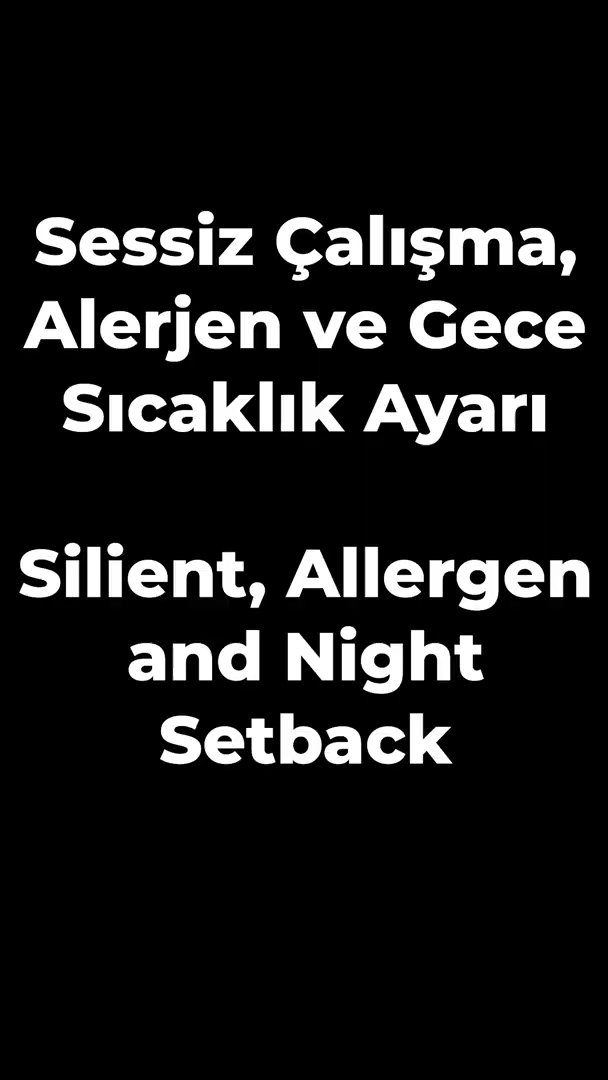 Sessiz Çalışma,
Alerjen ve Gece
Sıcaklık Ayarı
Silient, Allergen
and Night
Setback